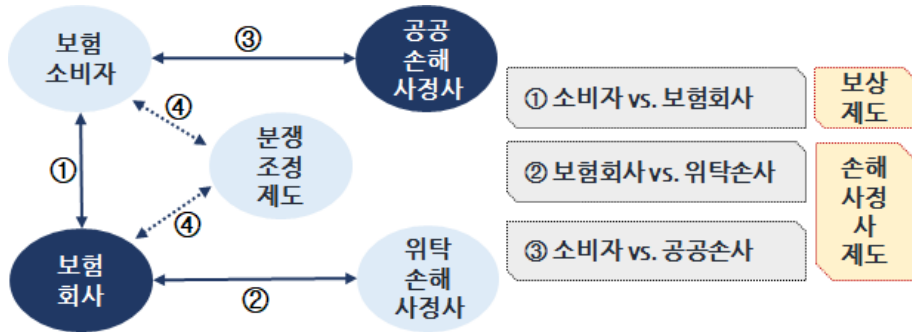 보험
소비자
③
공공
손해
사정사
④
분쟁
조정
제도
①
④
보험
회사
②
위탁
손해
사정사
① 소비자 vs. 보험회사
보상
제도
② 보험회사 vs. 위탁손사
③ 소비자 vs. 공공손사
손해
사정
사
제도